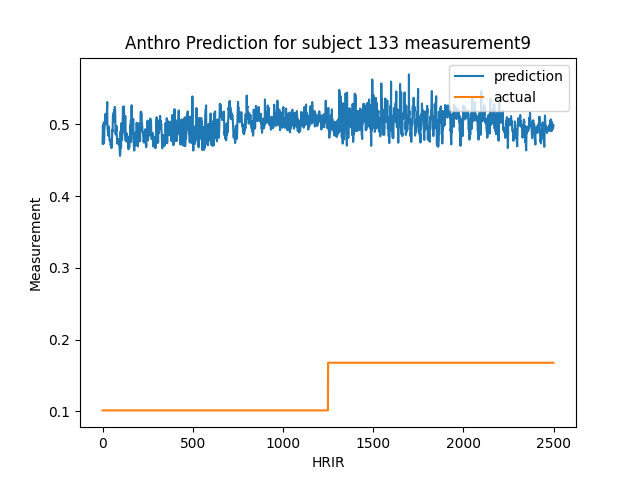 Anthro Prediction for subject 133 measurement9
prediction
actual
Measurement
0.5
0.4
0.3
0.2
0.1
0
500
1000
1500
2000
2500
HRIR